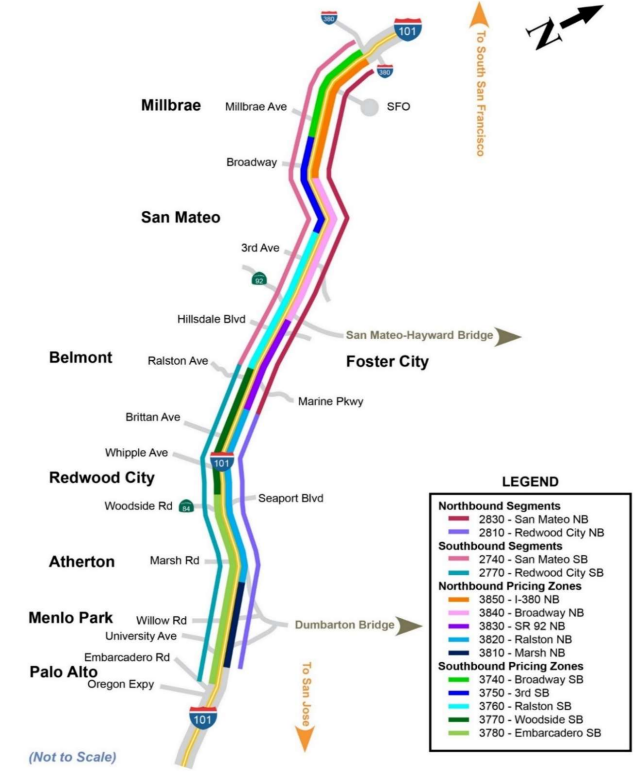 380
101
N
To South San Francisco
380
Millbrae
Millbrae Ave
SFO
Broadway
San Mateo
3rd Ave
92
Hillsdale Blvd
San Mateo-Hayward Bridge
Belmont
Ralston Ave
Foster City
Marine Pkwy
Brittan Ave
Whipple Ave
101
Redwood City
Woodside Rd
84
Seaport Blvd
Atherton
Marsh Rd
Menlo Park
Willow Rd
Dumbarton Bridge
University Ave
Embarcadero Rd
Palo Alto
Oregon Expy
To San Jose
101
(Not to Scale)
LEGEND
Northbound Segments
2830 - San Mateo NB
2810 - Redwood City NB
Southbound Segments
2740 - San Mateo SB
2770 - Redwood City SB
Northbound Pricing Zones
3850 - I-380 NB
3840 - Broadway NB
3830 - SR 92 NB
3820 - Ralston NB
3810 - Marsh NB
Southbound Pricing Zones
3740 - Broadway SB
3750 - 3rd SB
3760 - Ralston SB
3770 - Woodside SB
3780 - Embarcadero SB